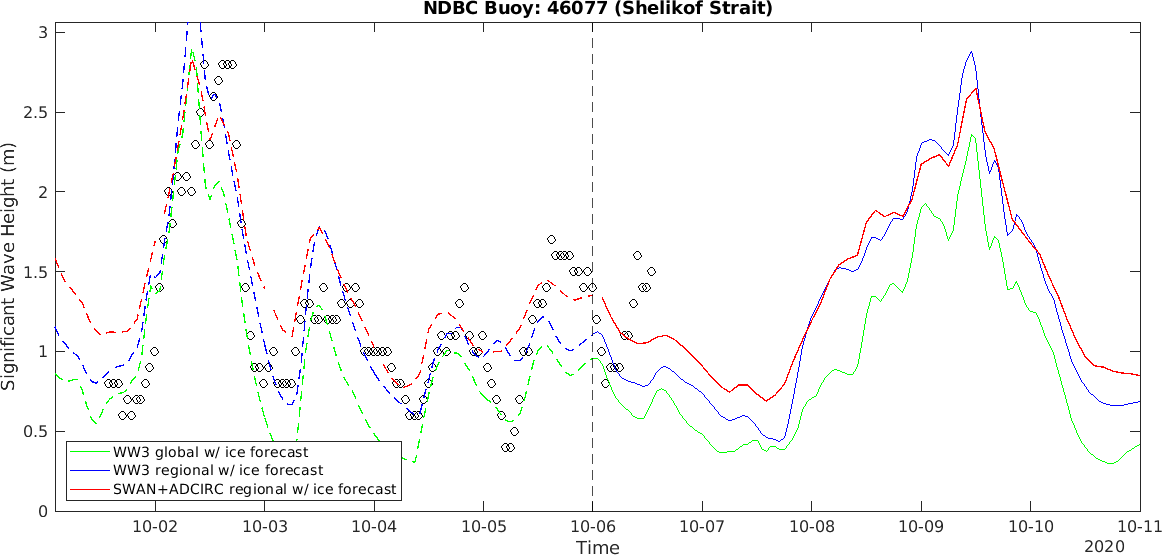 NDBC Buoy: 46077 (Shelikof Strait)
Significant Wave Height (m)
3
2.5
2
1.5
1
0.5
0
WW3 global w/ ice forecast
WW3 regional w/ ice forecast
SWAN+ADCIRC regional w/ ice forecast
10-02 10-03 10-04 10-05 10-06 10-07 10-08 10-09 10-10 10-11
Time
2020